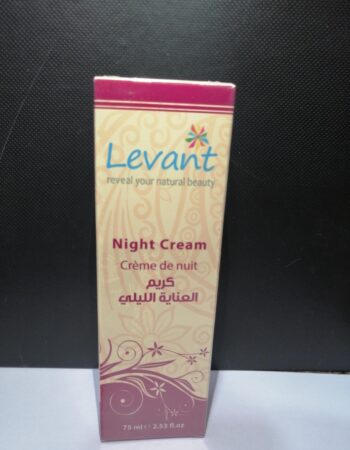 Levant
reveal your natural beauty
Night Cream
Crème de nuit
كريم
العناية الليلي
75 ml ℮ 2.53 fl.oz